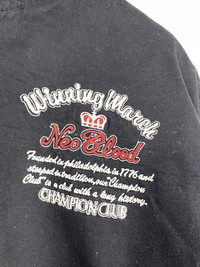 Winning March
Neo Blood
Founded in philadelphia in 1776 and
steeped in tradition, our "Champion
Club" is a club with a long history.
CHAMPION CLUB